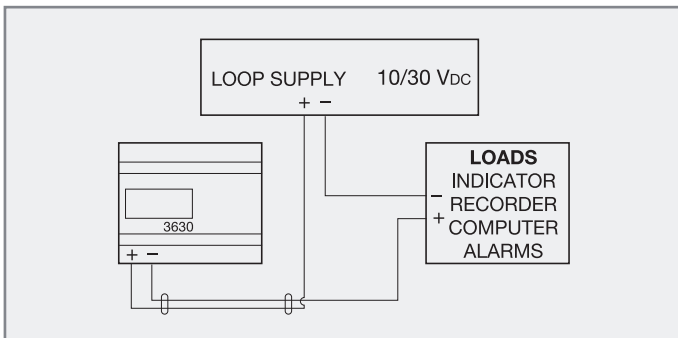 LOOP SUPPLY 10/30 VDC
+ −
3630
+ −
LOADS
− INDICATOR
RECORDER
+ COMPUTER
ALARMS